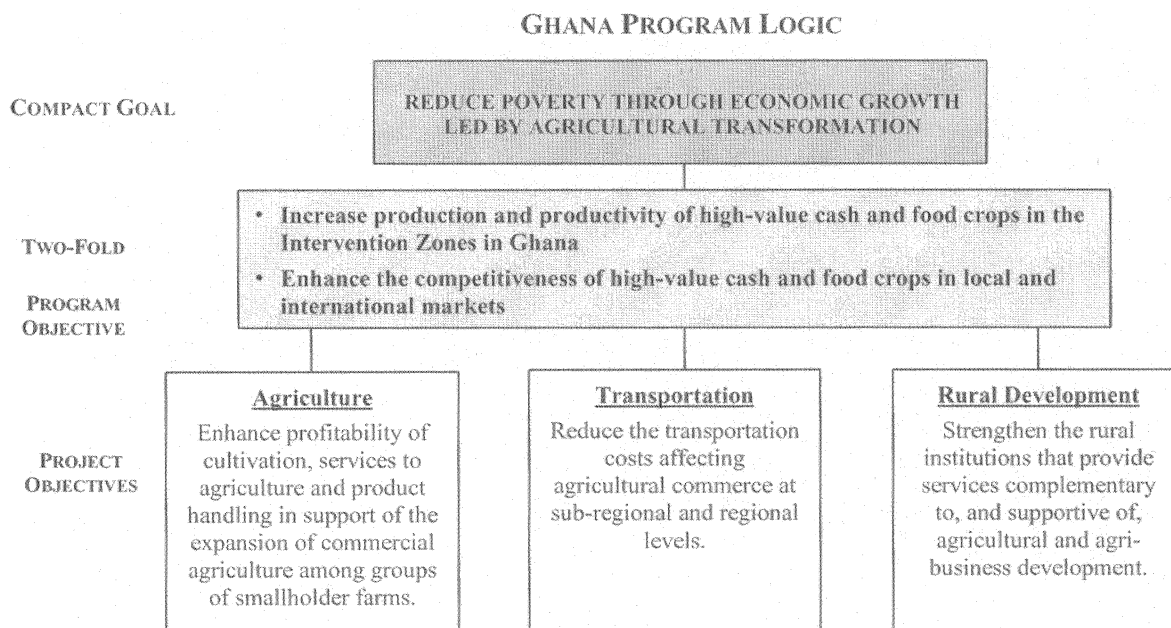 GHANA PROGRAM LOGIC
COMPACT GOAL
REDUCE POVERTY THROUGH ECONOMIC GROWTH
LED BY AGRICULTURAL TRANSFORMATION
TWO-FOLD
PROGRAM
OBJECTIVE
• Increase production and productivity of high-value cash and food crops in the
Intervention Zones in Ghana
• Enhance the competitiveness of high-value cash and food crops in local and
international markets
PROJECT
OBJECTIVES
Agriculture
Enhance profitability of
cultivation, services to
agriculture and product
handling in support of the
expansion of commercial
agriculture among groups
of smallholder farms.
Transportation
Reduce the transportation
costs affecting
agricultural commerce at
sub-regional and regional
levels.
Rural Development
Strengthen the rural
institutions that provide
services complementary
to, and supportive of,
agricultural and agri-
business development.